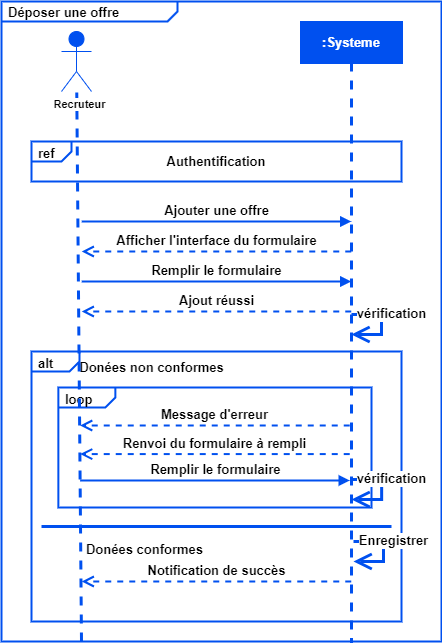 Déposer une offre
:Systeme
Recruteur
ref
Authentification
Ajouter une offre
Afficher l'interface du formulaire
Remplir le formulaire
Ajout réussi
vérification
alt
Donées non conformes
loop
Message d'erreur
Renvoi du formulaire à rempli
Remplir le formulaire
vérification
Enregistrer
Donées conformes
Notification de succès